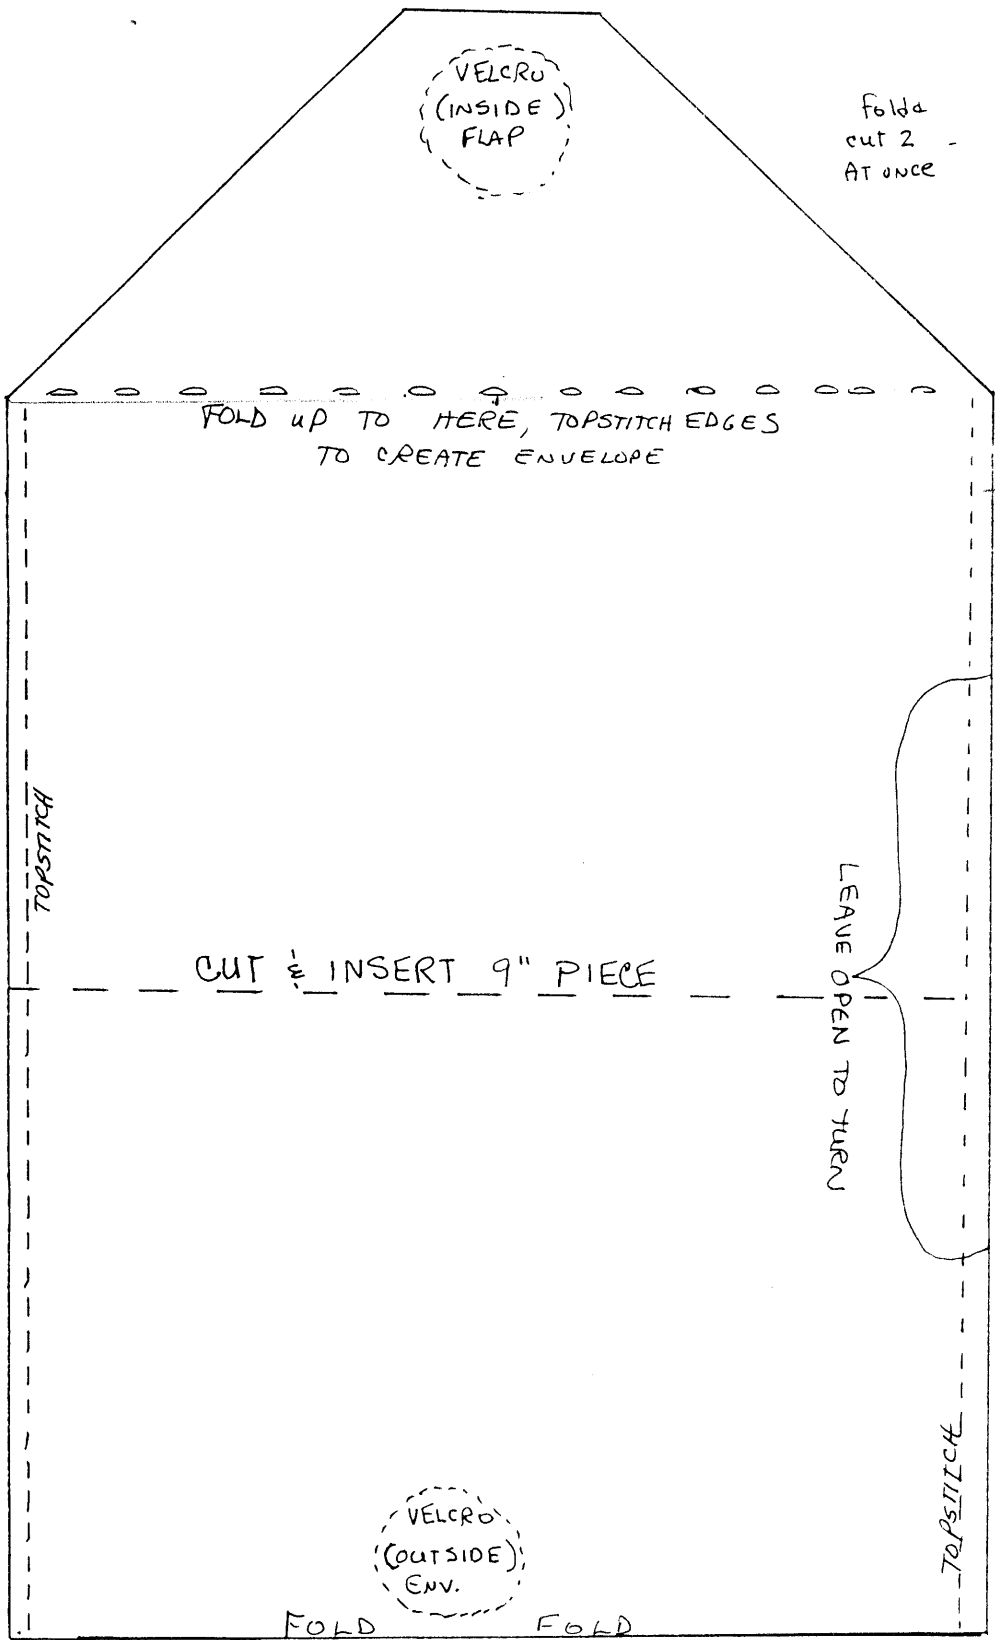 VELCRO
(INSIDE)
FLAP
Fold &
cut 2 -
AT ONCE
FOLD UP TO HERE, TOPSTITCH EDGES
TO CREATE ENVELOPE
TOPSTITCH
CUT & INSERT 9" PIECE
LEAVE OPEN TO TURN
TOPSTITCH
VELCRO
(OUTSIDE)
ENV.
FOLD FOLD